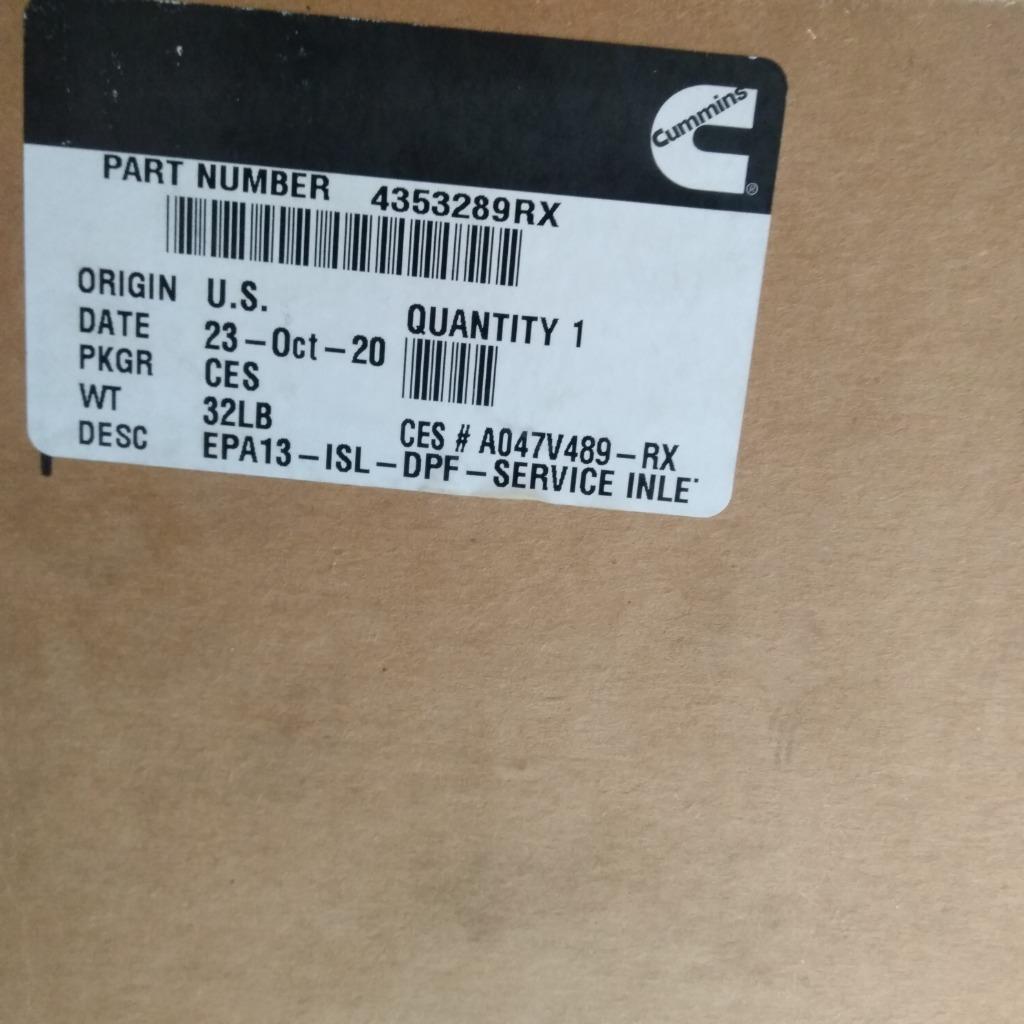 Cummins
®
PART NUMBER 4353289RX
ORIGIN U.S.
DATE 23-Oct-20
QUANTITY 1
PKGR CES
WT 32LB
CES # A047V489-RX
DESC EPA13-ISL-DPF-SERVICE INLE